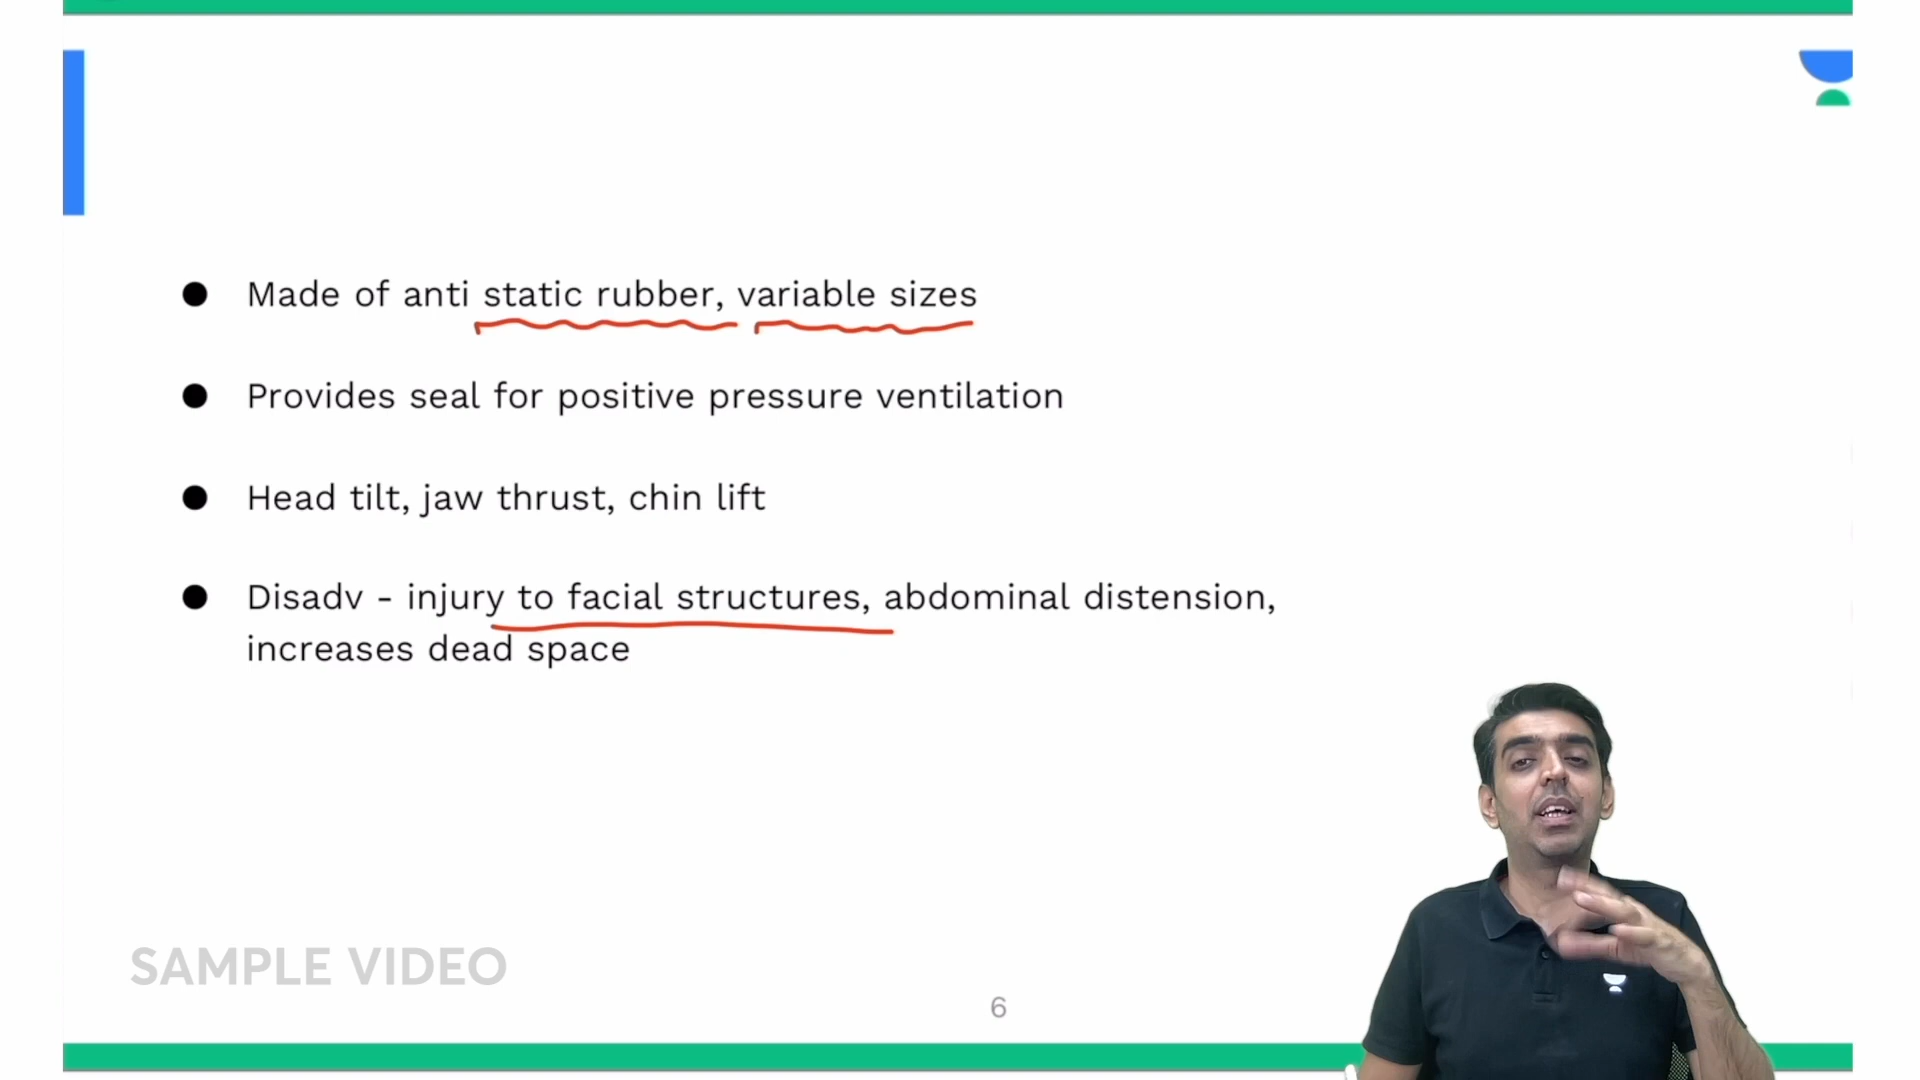 Made of anti static rubber, variable sizes
Provides seal for positive pressure ventilation
Head tilt, jaw thrust, chin lift
Disadv - injury to facial structures, abdominal distension,
increases dead space
SAMPLE VIDEO
6